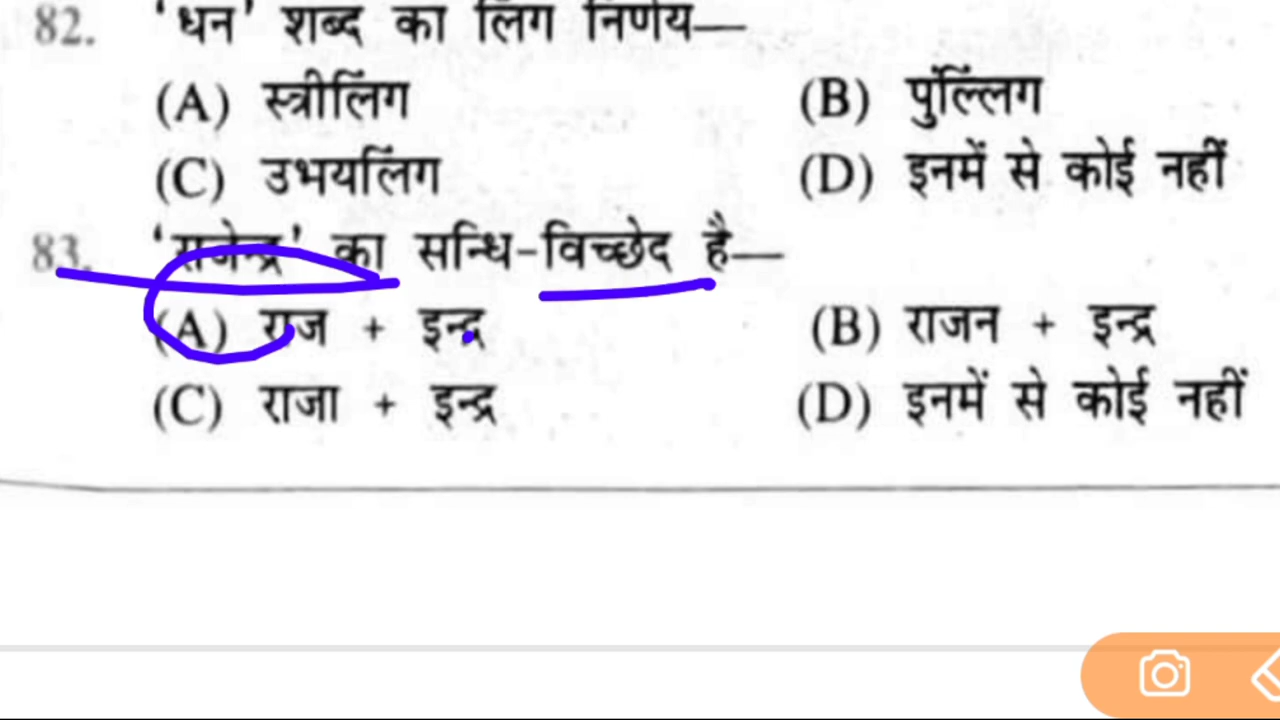 82. 'धन' शब्द का लिंग निर्णय—
(A) स्त्रीलिंग (B) पुंल्लिंग
(C) उभयलिंग (D) इनमें से कोई नहीं
83. 'राजेन्द्र' का सन्धि-विच्छेद है—
(A) राज + इन्द्र (B) राजन + इन्द्र
(C) राजा + इन्द्र (D) इनमें से कोई नहीं